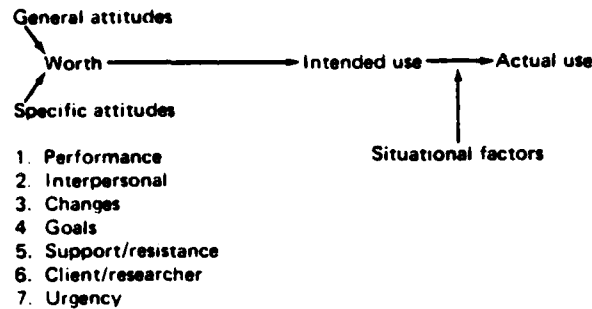 General attitudes
Worth
Intended use
Actual use
Specific attitudes
Situational factors
1. Performance
2. Interpersonal
3. Changes
4 Goals
5. Support/resistance
6. Client/researcher
7. Urgency